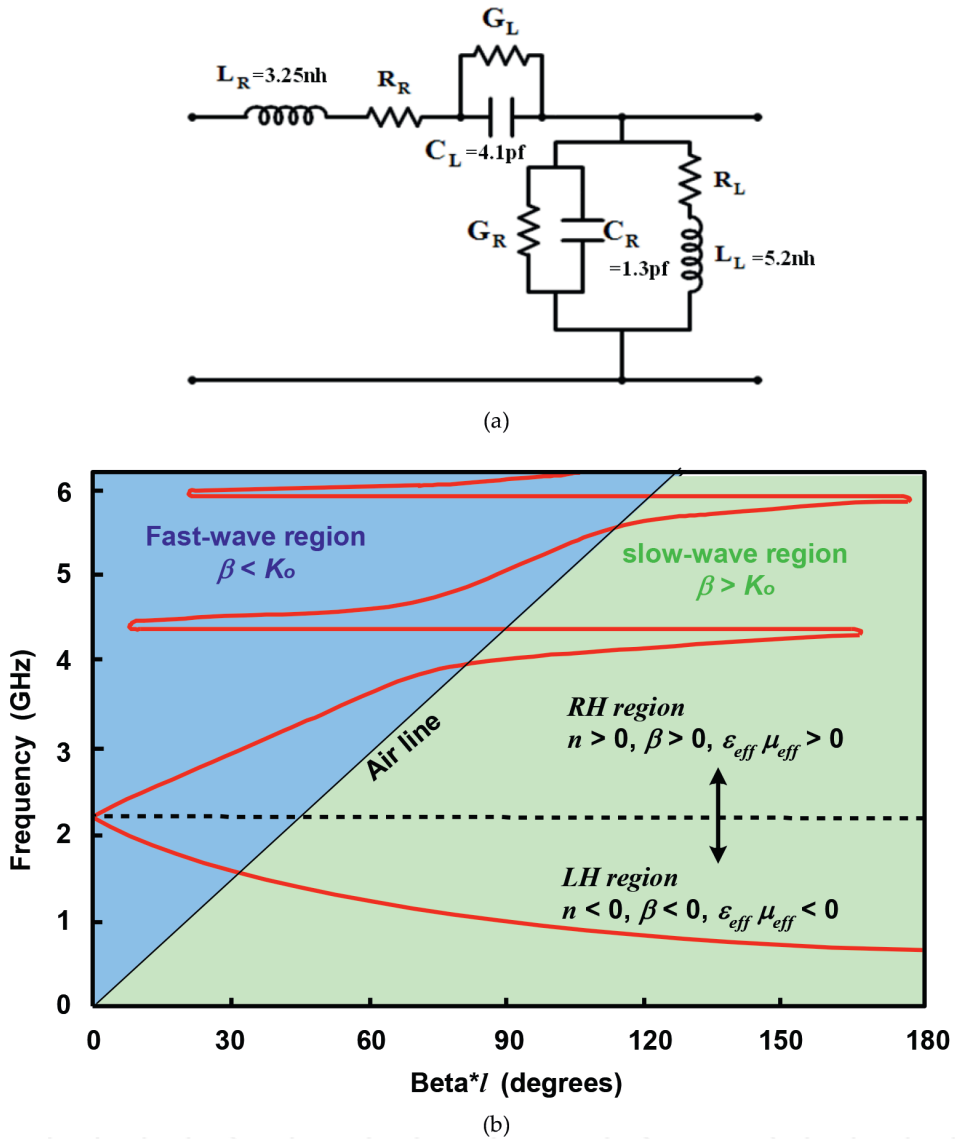 G_L
L_R=3.25nh
R_R
C_L=4.1pf
R_L
G_R
C_R
=1.3pf
L_L=5.2nh
(a)
Frequency (GHz)
6
5
4
3
2
1
0
Fast-wave region
β < Ko
slow-wave region
β > Ko
Air line
RH region
n > 0, β > 0, ε_eff μ_eff > 0
LH region
n < 0, β < 0, ε_eff μ_eff < 0
0 30 60 90 120 150 180
Beta*l (degrees)
(b)